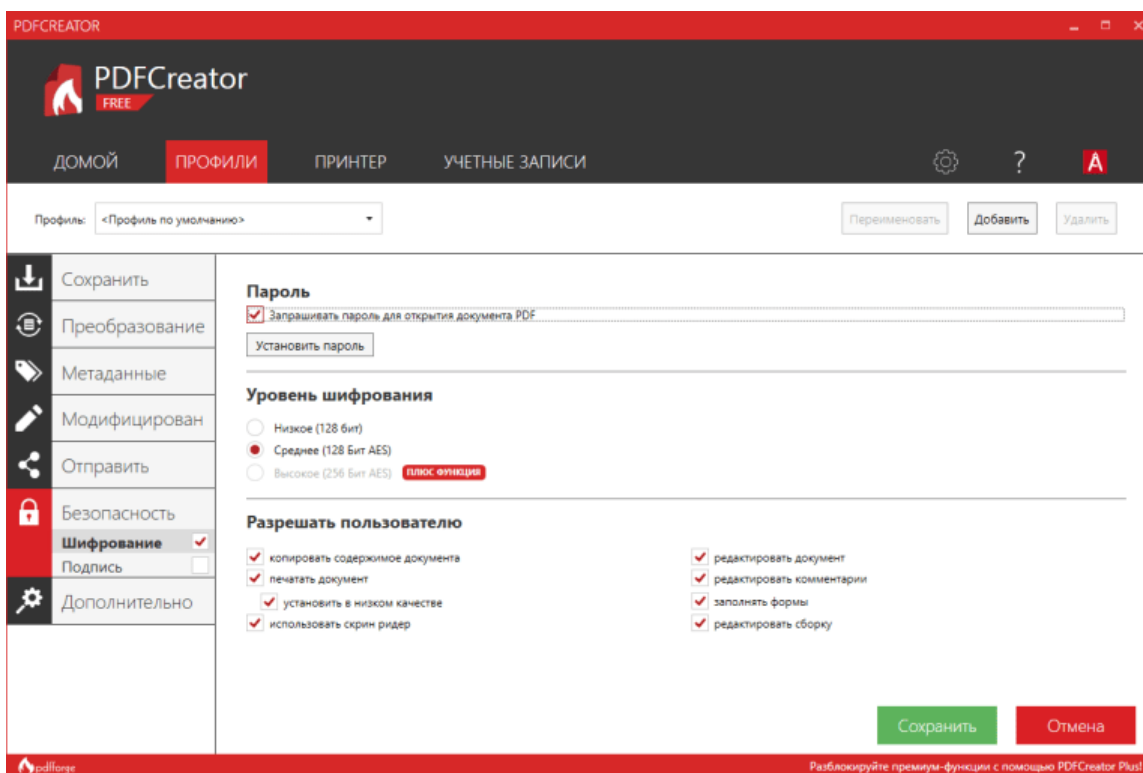 PDFCREATOR
PDFCreator
FREE
ДОМОЙ ПРОФИЛИ ПРИНТЕР УЧЕТНЫЕ ЗАПИСИ ?
Профиль: <Профиль по умолчанию> Переименовать Добавить Удалить
Сохранить
Преобразование
Метаданные
Модифицирован
Отправить
Безопасность
Шифрование
Подпись
Дополнительно
Пароль
Запрашивать пароль для открытия документа PDF
Установить пароль
Уровень шифрования
Низкое (128 бит)
Среднее (128 Бит AES)
Высокое (256 Бит AES) ПЛЮС ФУНКЦИЯ
Разрешать пользователю
копировать содержимое документа
печатать документ
установить в низком качестве
использовать скрин ридер
редактировать документ
редактировать комментарии
заполнять формы
редактировать сборку
Сохранить Отмена
pdfforge Разблокируйте премиум-функции с помощью PDFCreator Plus!